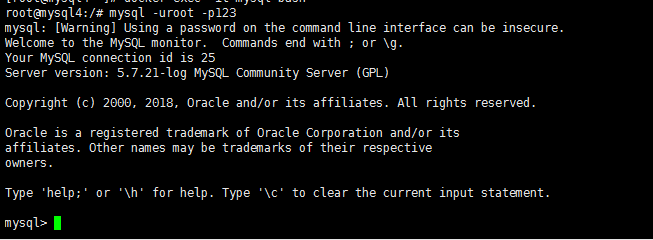 root@mysql4:/# mysql -uroot -p123
mysql: [Warning] Using a password on the command line interface can be insecure.
Welcome to the MySQL monitor.  Commands end with ; or \g.
Your MySQL connection id is 25
Server version: 5.7.21-log MySQL Community Server (GPL)
Copyright (c) 2000, 2018, Oracle and/or its affiliates. All rights reserved.
Oracle is a registered trademark of Oracle Corporation and/or its
affiliates. Other names may be trademarks of their respective
owners.
Type 'help;' or '\h' for help. Type '\c' to clear the current input statement.
mysql>